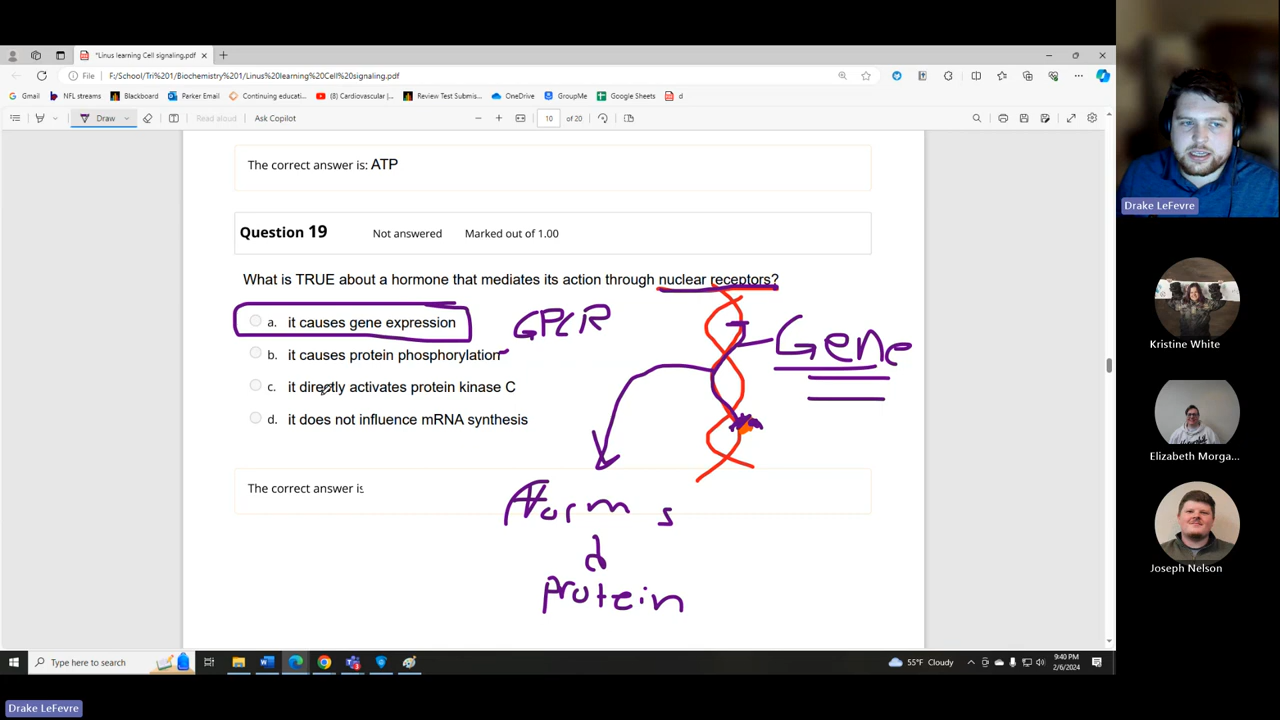 *Linus learning Cell signaling.pdf
File F:/School/Tri%201/Biochemistry%201/Linus%20learning%20Cell%20signaling.pdf
Gmail NFL streams Blackboard Parker Email Continuing educati... (8) Cardiovascular |... Review Test Submis... OneDrive GroupMe Google Sheets d
Draw Read aloud Ask Copilot 10 of 20
The correct answer is: ATP
Question 19 Not answered Marked out of 1.00
What is TRUE about a hormone that mediates its action through nuclear receptors?
a. it causes gene expression
GPCR
Gene
b. it causes protein phosphorylation
c. it directly activates protein kinase C
d. it does not influence mRNA synthesis
The correct answer is
protein
Drake LeFevre
Kristine White
Elizabeth Morga...
Joseph Nelson
Type here to search
55°F Cloudy
9:40 PM
2/6/2024
Drake LeFevre